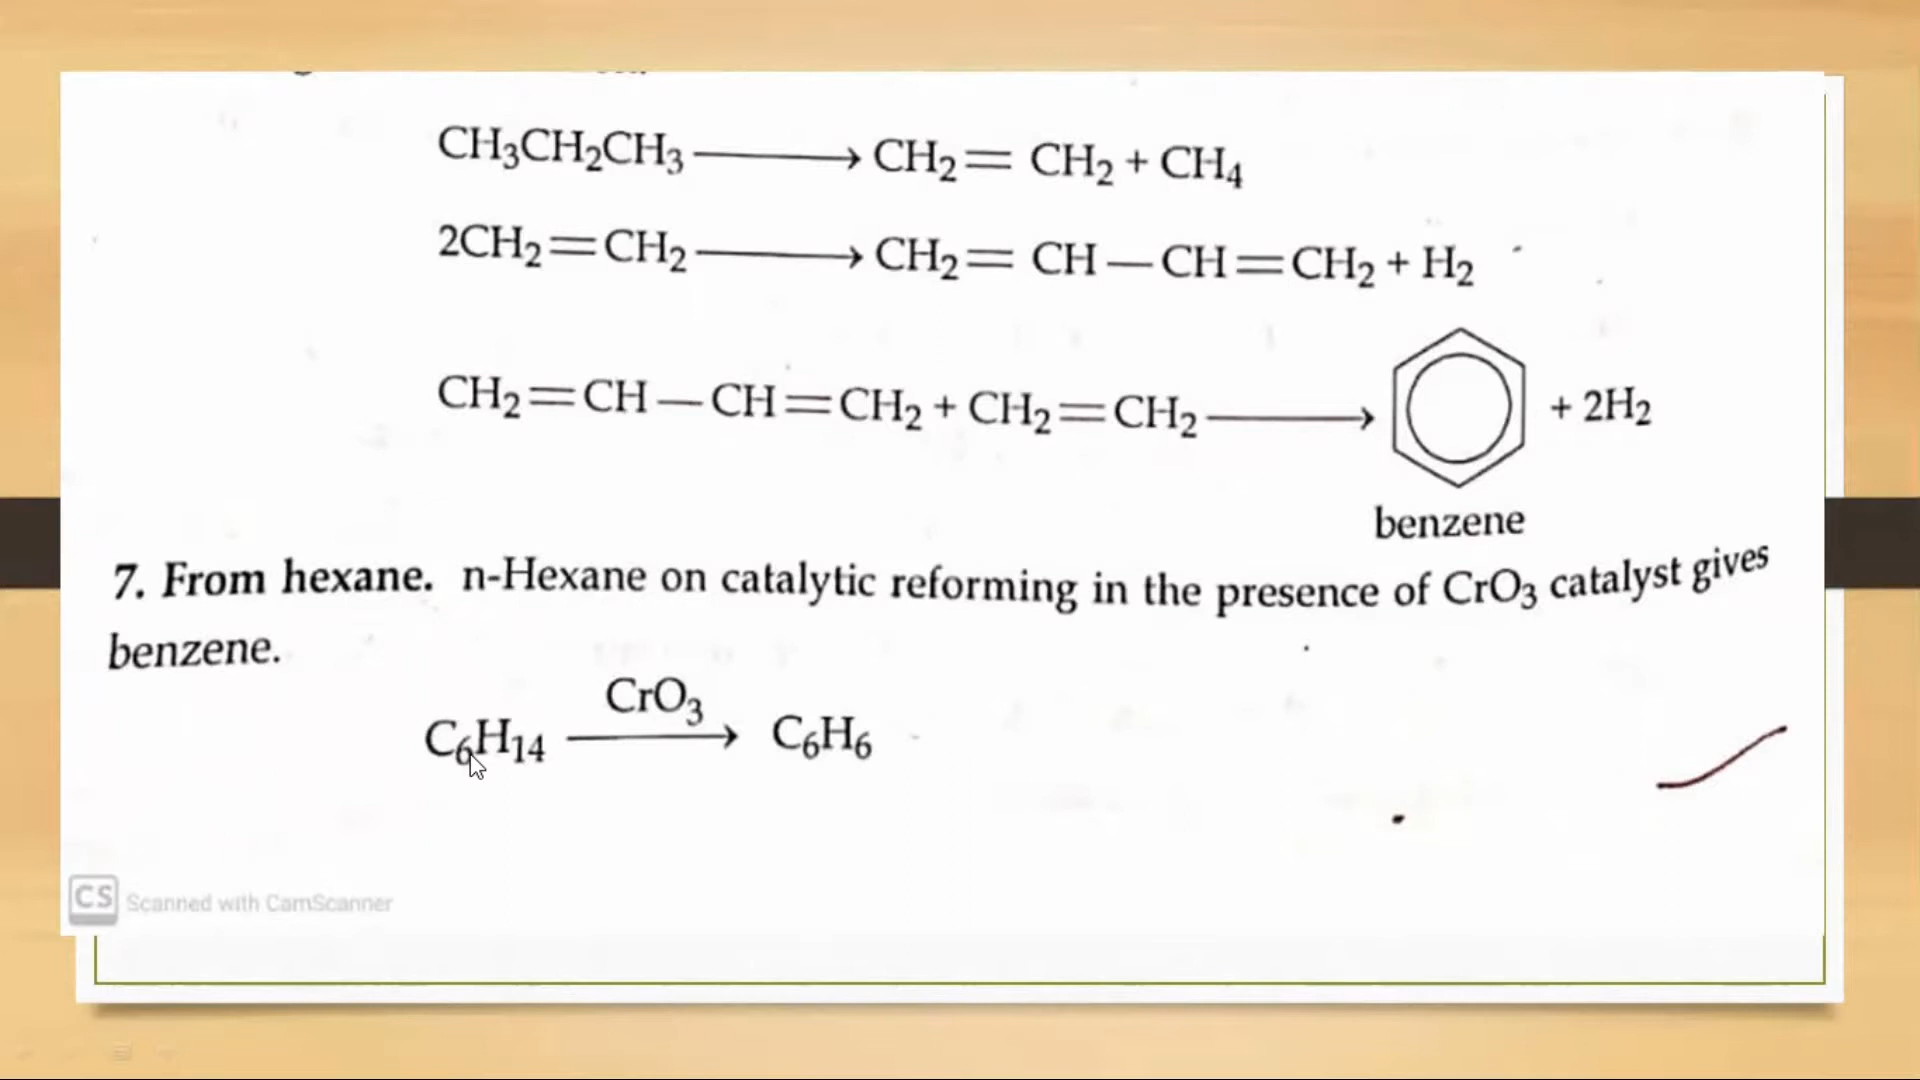 CH₃CH₂CH₃ ⟶ CH₂ = CH₂ + CH₄
2CH₂=CH₂ ⟶ CH₂ = CH — CH = CH₂ + H₂
CH₂=CH — CH = CH₂ + CH₂ = CH₂ ⟶ + 2H₂
benzene
7. From hexane. n-Hexane on catalytic reforming in the presence of CrO₃ catalyst gives
benzene.
CrO₃
C₆H₁₄ ⟶ C₆H₆
CS Scanned with CamScanner